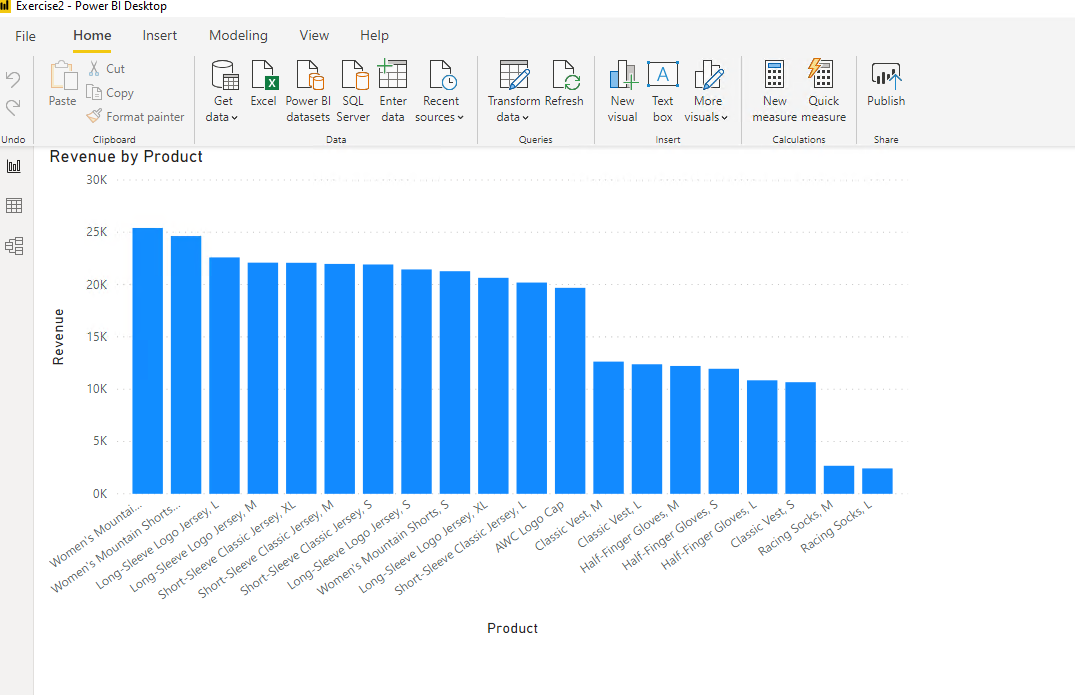 Exercise2 - Power BI Desktop
File Home Insert Modeling View Help
Cut
Copy
Format painter
Paste
Get data
Excel
Power BI datasets
SQL Server
Enter data
Recent sources
Transform data
Refresh
New visual
Text box
More visuals
New measure
Quick measure
Publish
Undo Clipboard Data Queries Insert Calculations Share
Revenue by Product
30K
25K
20K
15K
10K
5K
0K
Revenue
Women's Mountai...
Women's Mountain Shorts...
Long-Sleeve Logo Jersey, L
Long-Sleeve Logo Jersey, M
Short-Sleeve Classic Jersey, XL
Short-Sleeve Classic Jersey, M
Short-Sleeve Classic Jersey, S
Long-Sleeve Logo Jersey, S
Women's Mountain Shorts, S
Long-Sleeve Logo Jersey, XL
Short-Sleeve Classic Jersey, L
AWC Logo Cap
Classic Vest, M
Classic Vest, L
Half-Finger Gloves, M
Half-Finger Gloves, S
Half-Finger Gloves, L
Classic Vest, S
Racing Socks, M
Racing Socks, L
Product